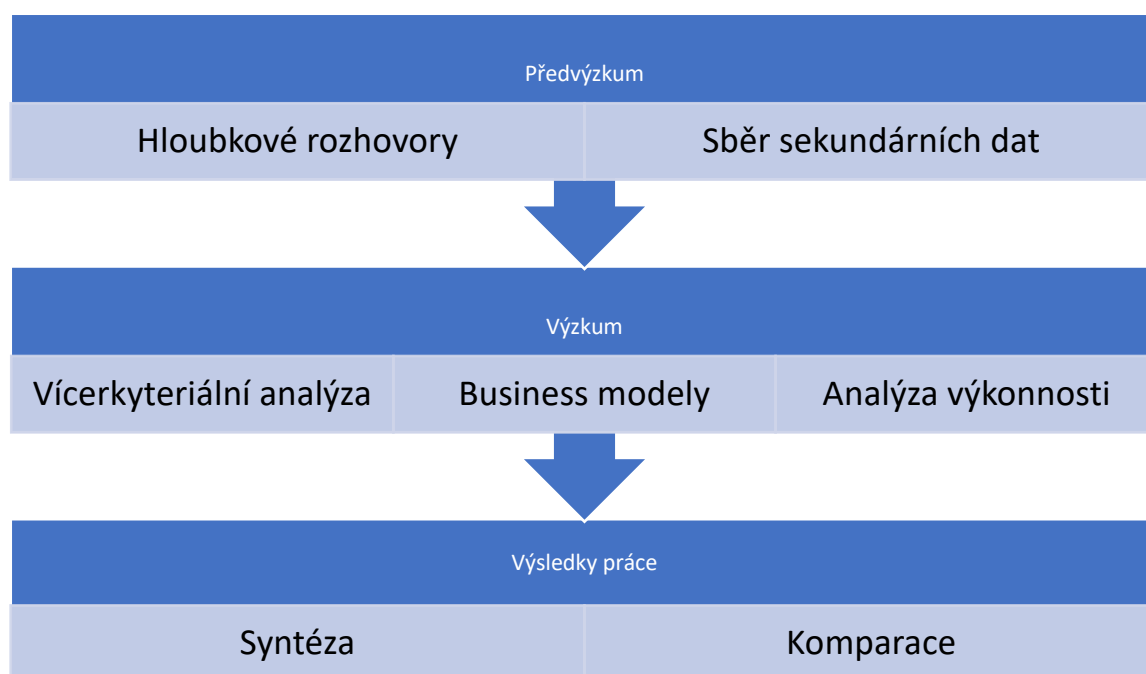 Předvýzkum
Hloubkové rozhovory Sběr sekundárních dat
Výzkum
Vícerkyteriální analýza Business modely Analýza výkonnosti
Výsledky práce
Syntéza Komparace